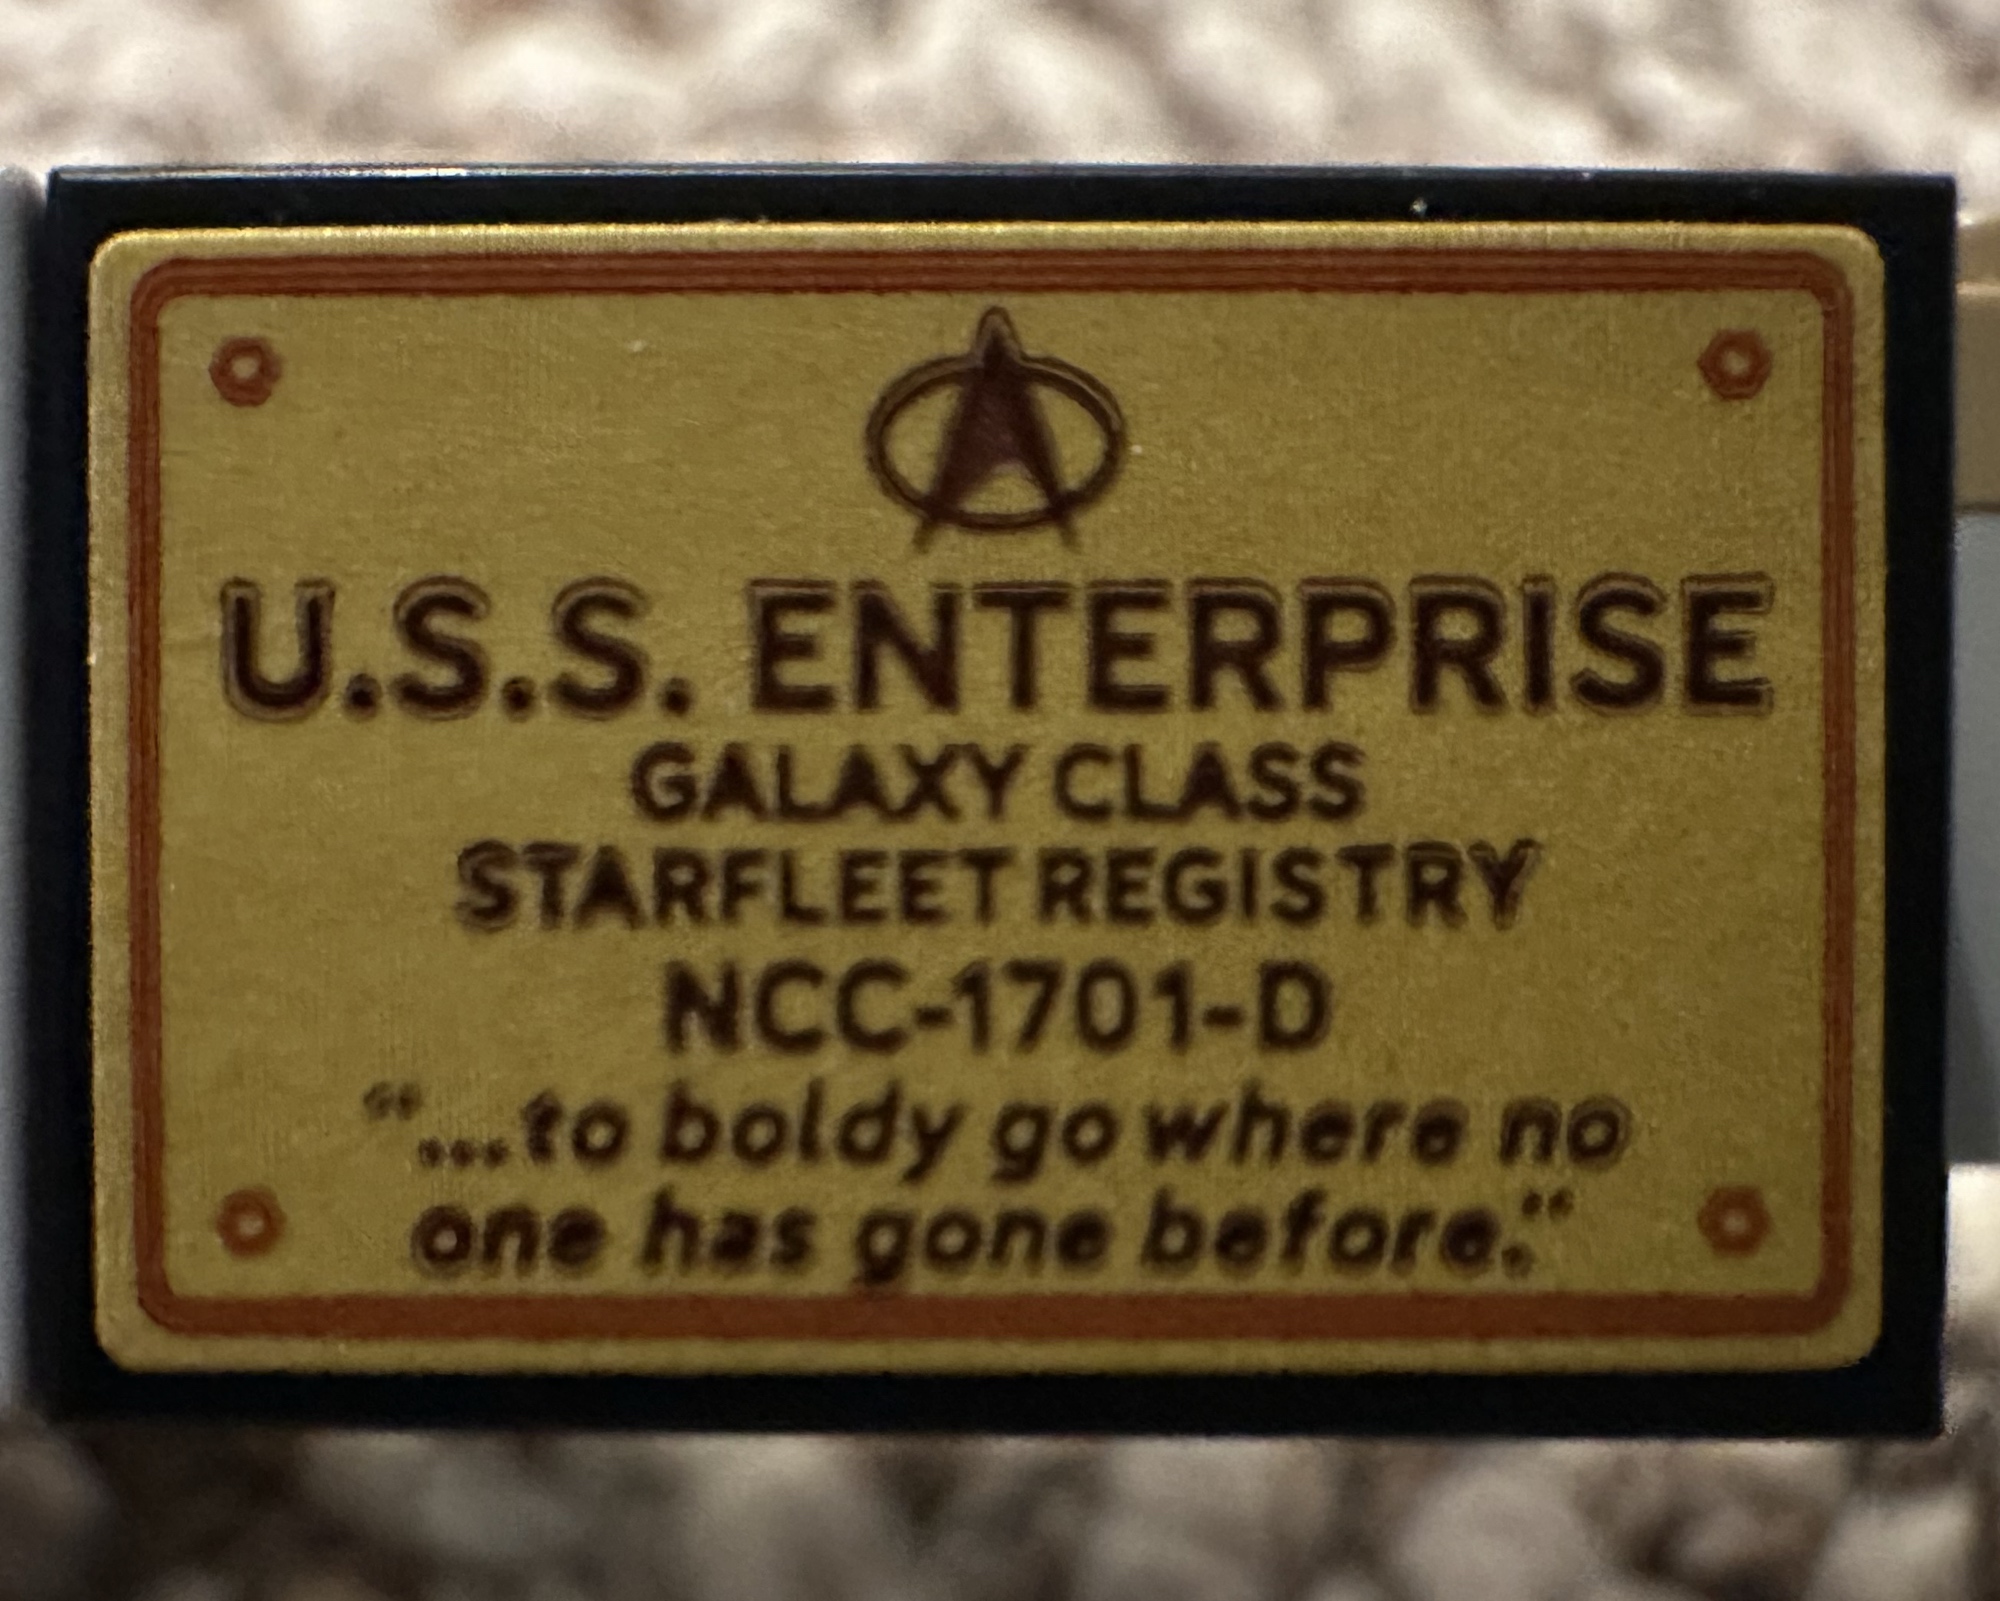 U.S.S. ENTERPRISE
GALAXY CLASS
STARFLEET REGISTRY
NCC-1701-D
“...to boldy go where no
one has gone before.“